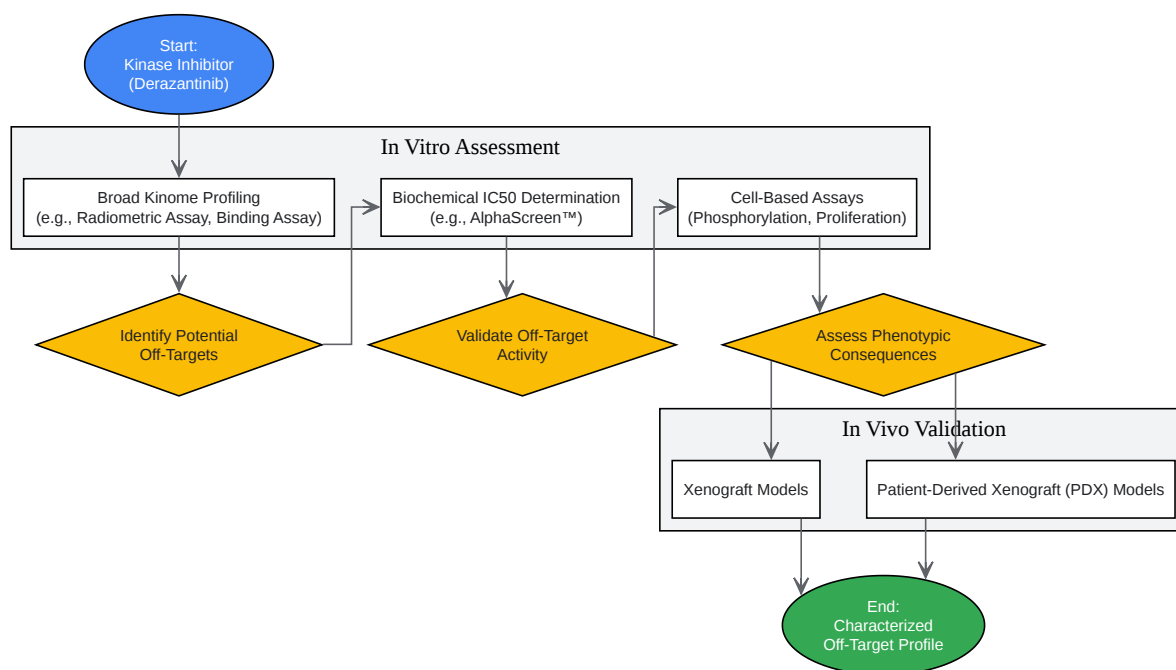 Start:
Kinase Inhibitor
(Derazantinib)
In Vitro Assessment
Broad Kinome Profiling
(e.g., Radiometric Assay, Binding Assay)
Biochemical IC50 Determination
(e.g., AlphaScreen™)
Cell-Based Assays
(Phosphorylation, Proliferation)
Identify Potential
Off-Targets
Validate Off-Target
Activity
Assess Phenotypic
Consequences
In Vivo Validation
Xenograft Models
Patient-Derived Xenograft (PDX) Models
End:
Characterized
Off-Target Profile